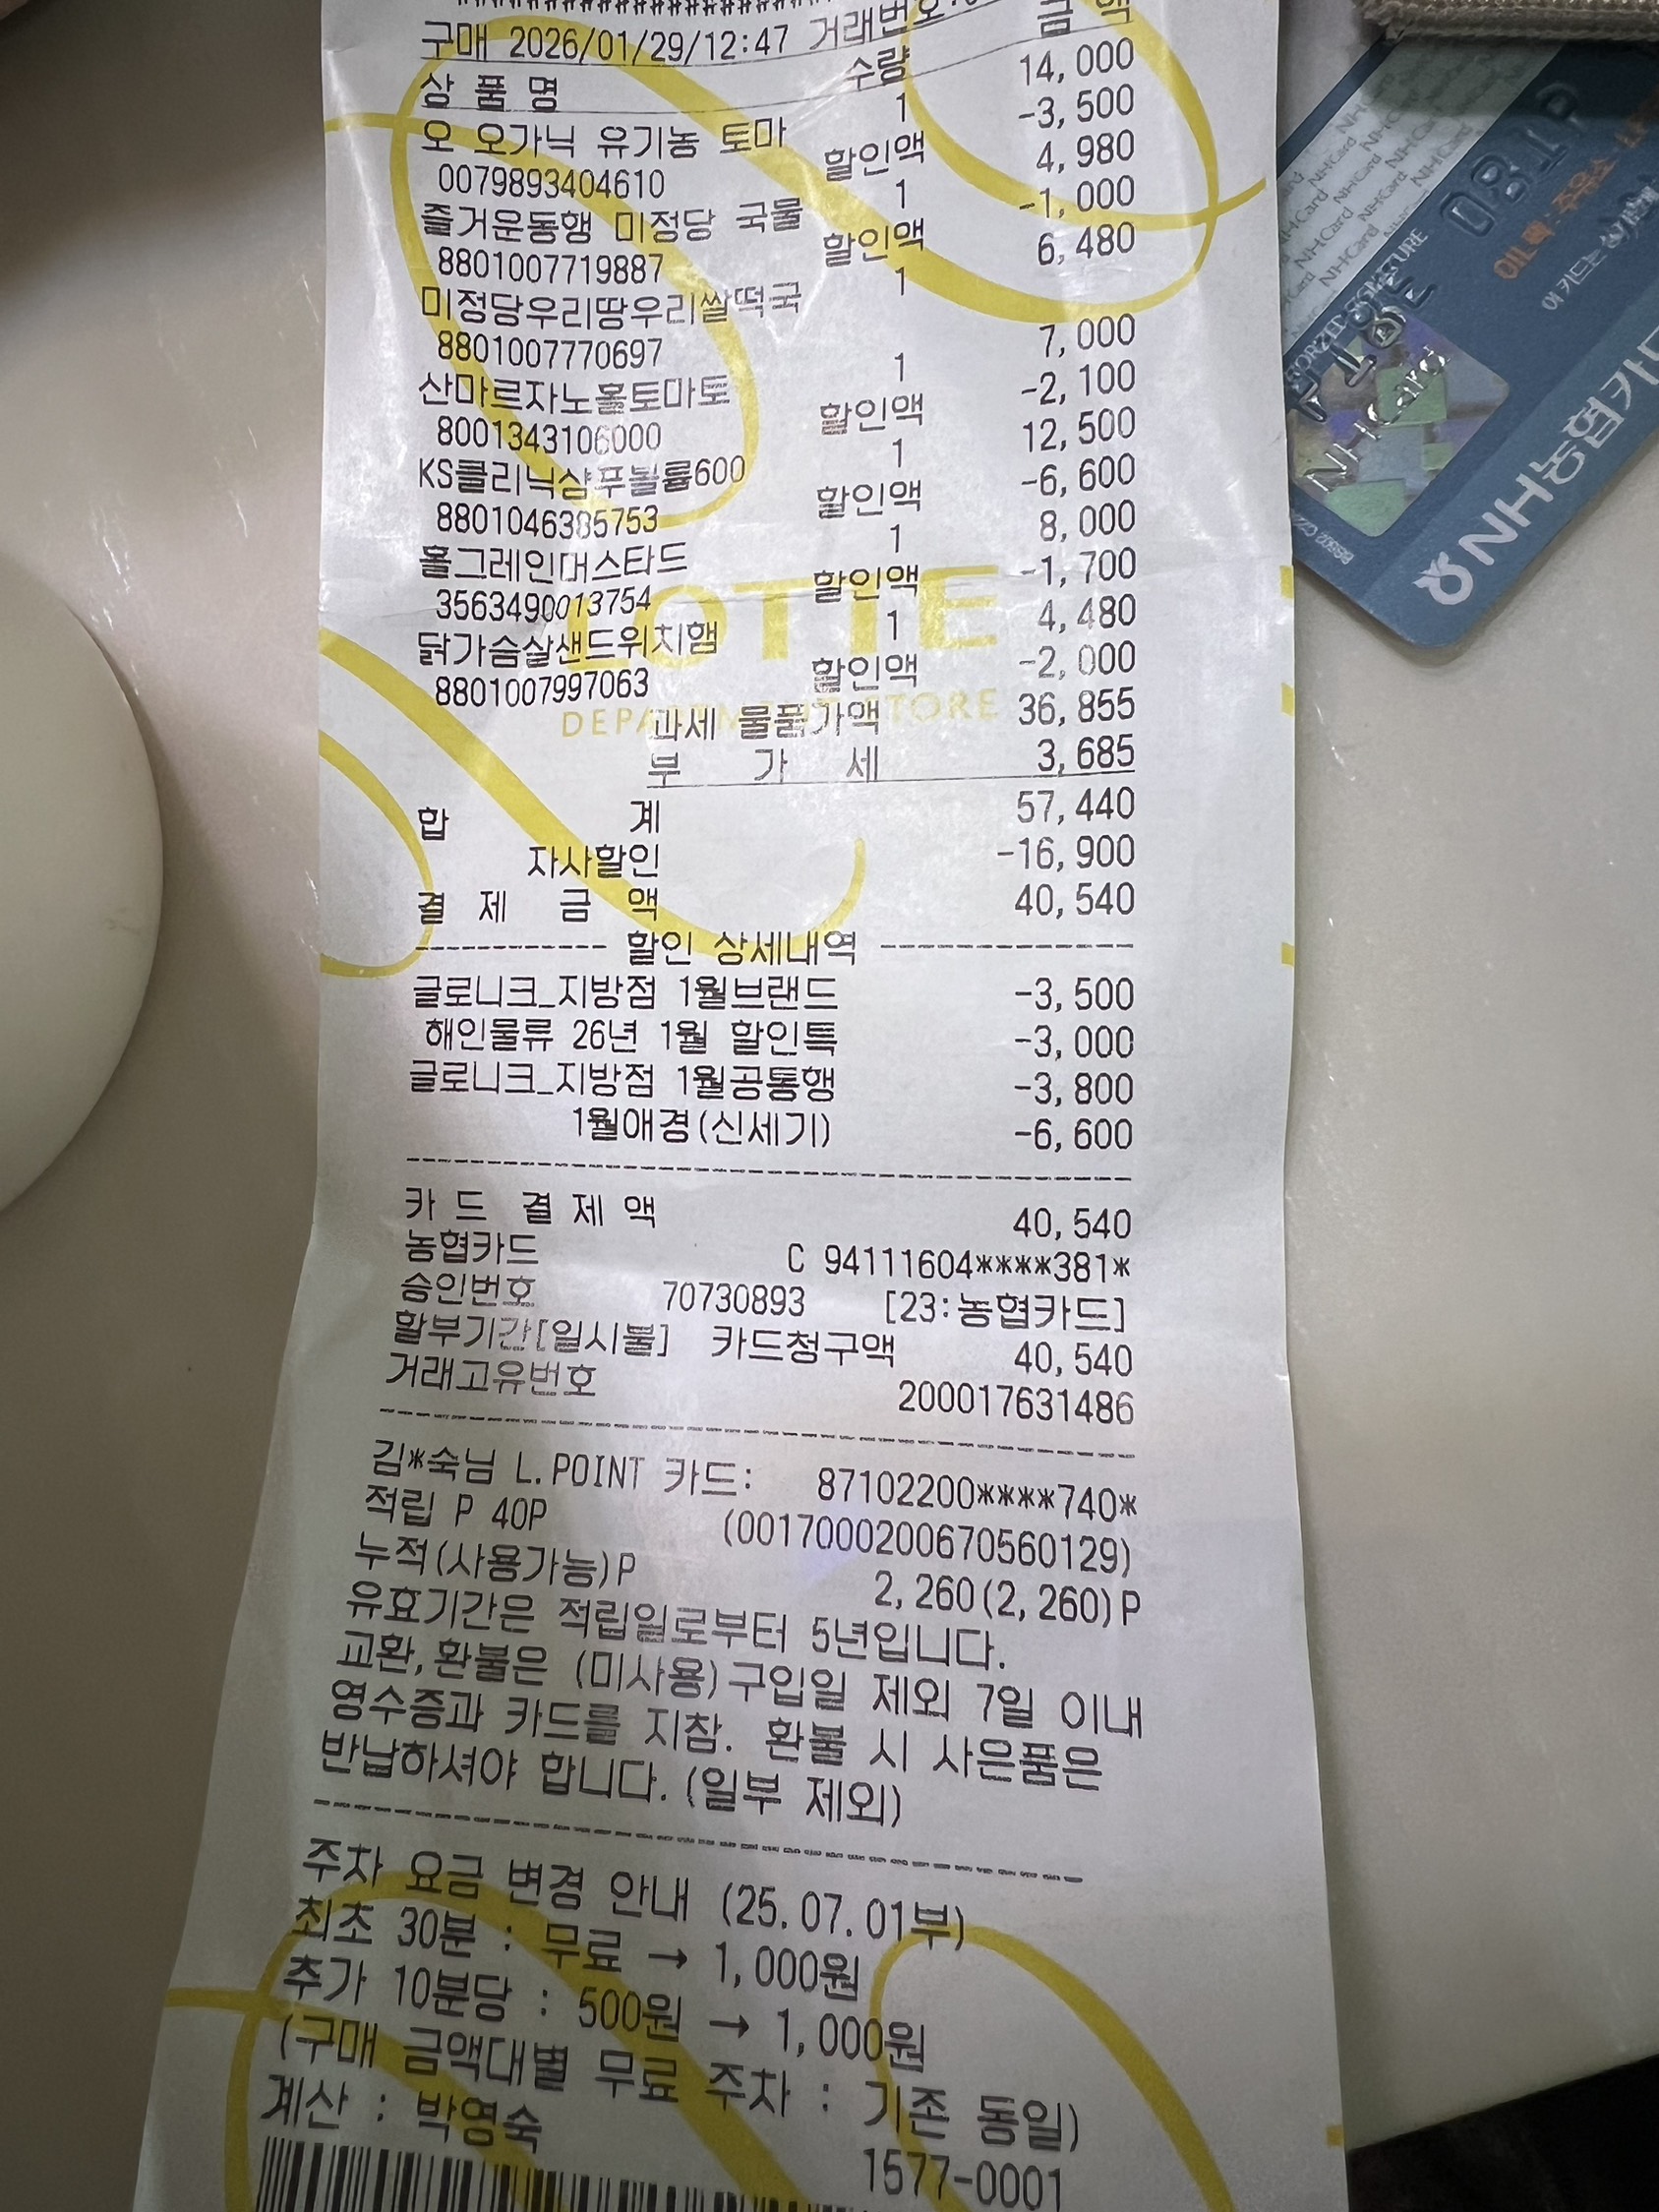 구매 2026/01/29/12:47 거래번호:
상 품 명 수량 금 액
오 오가닉 유기농 토마 1 14,000
0079893404610 할인액 -3,500
즐거운동행 미정당 국물 1 4,980
8801007719887 할인액 -1,000
미정당우리땅우리쌀떡국 1 6,480
8801007770697
산마르자노홀토마토 1 7,000
8001343106000 할인액 -2,100
KS클리닉샴푸볼륨600 1 12,500
8801046385753 할인액 -6,600
홀그레인머스타드 1 8,000
3563490013754 할인액 -1,700
닭가슴살샌드위치햄 1 4,480
8801007997063 할인액 -2,000
과세 물품가액 36,855
부 가 세 3,685
합 계 57,440
자사할인 -16,900
결 제 금 액 40,540
------------ 할인 상세내역 ----------------
글로니크_지방점 1월브랜드 -3,500
해인물류 26년 1월 할인특 -3,000
글로니크_지방점 1월공통행 -3,800
1월애경(신세기) -6,600
카 드 결 제 액 40,540
농협카드 C 94111604****381*
승인번호 70730893 [23:농협카드]
할부기간[일시불] 카드청구액 40,540
거래고유번호 200017631486
김*숙님 L.POINT 카드: 87102200****740*
적립 P 40P (00170002006705601​29)
누적(사용가능)P 2,260(2,260)P
유효기간은 적립일로부터 5년입니다.
교환,환불은 (미사용)구입일 제외 7일 이내
영수증과 카드를 지참. 환불 시 사은품은
반납하셔야 합니다.(일부 제외)
주차 요금 변경 안내 (25.07.01부)
최초 30분 : 무료 → 1,000원
추가 10분당 : 500원 → 1,000원
(구매 금액대별 무료 주차 : 기존 동일)
계산 : 박영숙 1577-0001
LOTTE
DEPARTMENT STORE
NH농협카드
NHCard